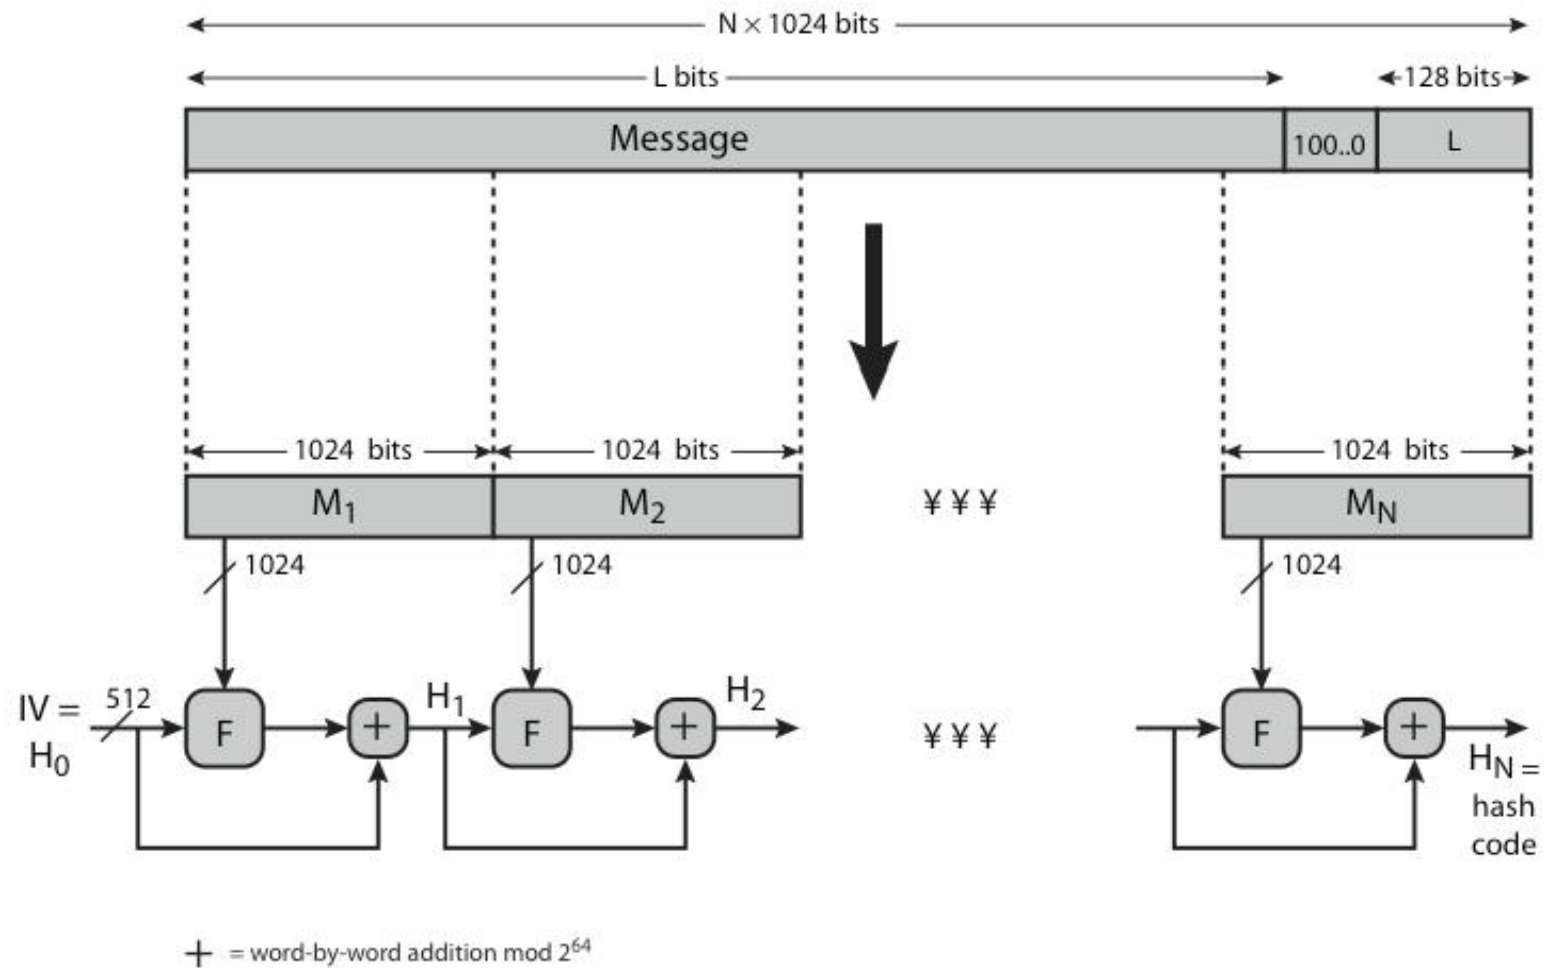 N × 1024 bits
L bits
128 bits
Message
100..0
L
1024 bits
1024 bits
1024 bits
M1
M2
¥ ¥ ¥
MN
1024
1024
1024
IV =
H0
512
F
+
H1
F
+
H2
¥ ¥ ¥
F
+
HN =
hash
code
+ = word-by-word addition mod 2^64